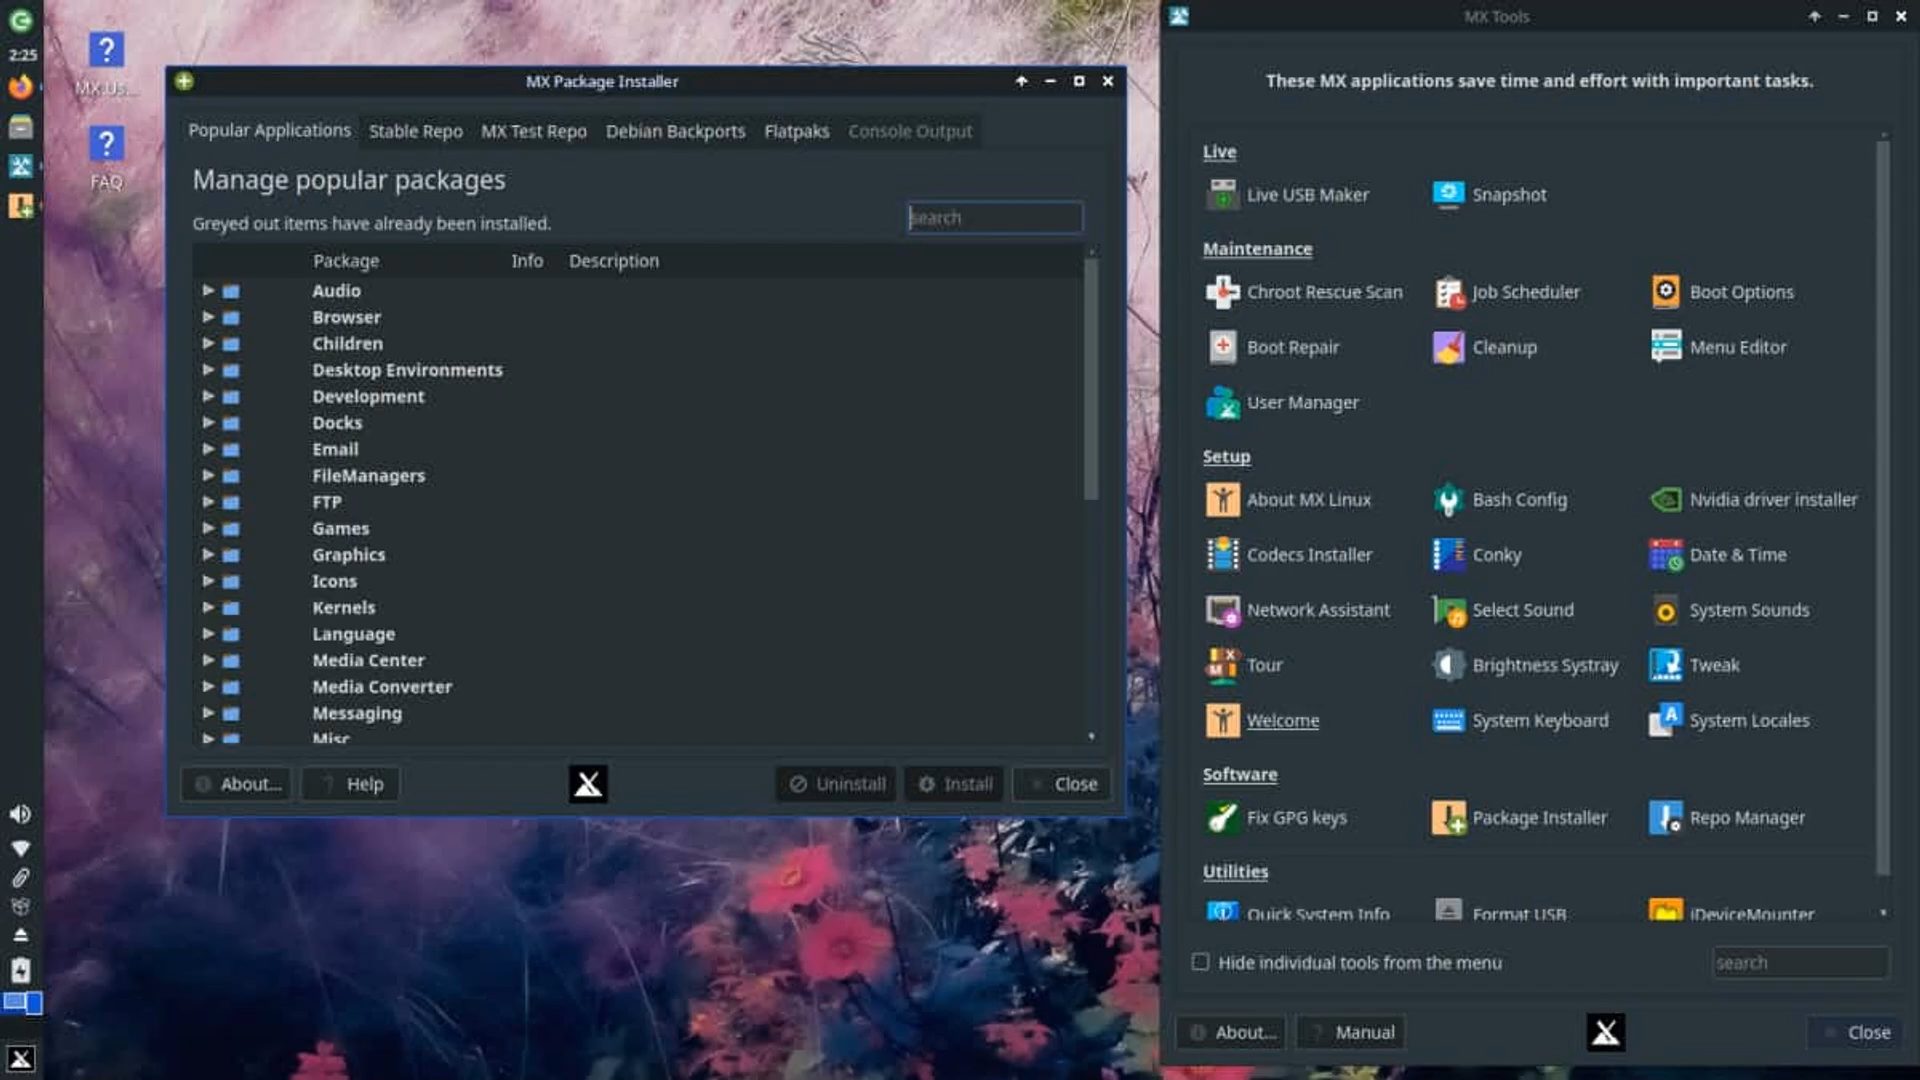 2:25
MX Us...
FAQ
MX Package Installer
Popular Applications
Stable Repo
MX Test Repo
Debian Backports
Flatpaks
Console Output
Manage popular packages
Greyed out items have already been installed.
search
Package Info Description
Audio
Browser
Children
Desktop Environments
Development
Docks
Email
FileManagers
FTP
Games
Graphics
Icons
Kernels
Language
Media Center
Media Converter
Messaging
Misc
About...
Help
Uninstall
Install
Close
MX Tools
These MX applications save time and effort with important tasks.
Live
Live USB Maker
Snapshot
Maintenance
Chroot Rescue Scan
Job Scheduler
Boot Options
Boot Repair
Cleanup
Menu Editor
User Manager
Setup
About MX Linux
Bash Config
Nvidia driver installer
Codecs Installer
Conky
Date & Time
Network Assistant
Select Sound
System Sounds
Tour
Brightness Systray
Tweak
Welcome
System Keyboard
System Locales
Software
Fix GPG keys
Package Installer
Repo Manager
Utilities
Quick System Info
Format USB
iDeviceMounter
Hide individual tools from the menu
search
About...
Manual
Close